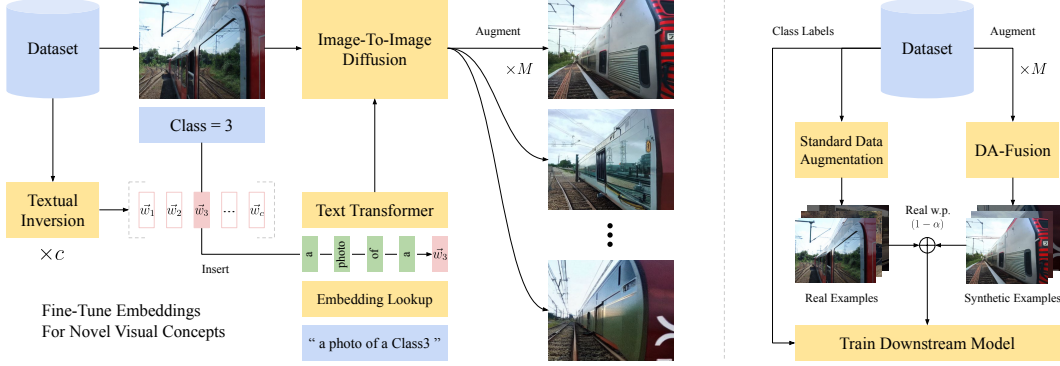 Dataset
Image-To-Image
Diffusion
Augment
×M
Class = 3
Textual
Inversion
×c
w⃗₁ w⃗₂ w⃗₃ ... w⃗c
Text Transformer
Insert
a photo of a w⃗₃
Embedding Lookup
Fine-Tune Embeddings
For Novel Visual Concepts
“ a photo of a Class3 ”
Class Labels
Dataset
Augment
×M
Standard Data
Augmentation
DA-Fusion
Real w.p.
(1 − α)
Real Examples
Synthetic Examples
Train Downstream Model